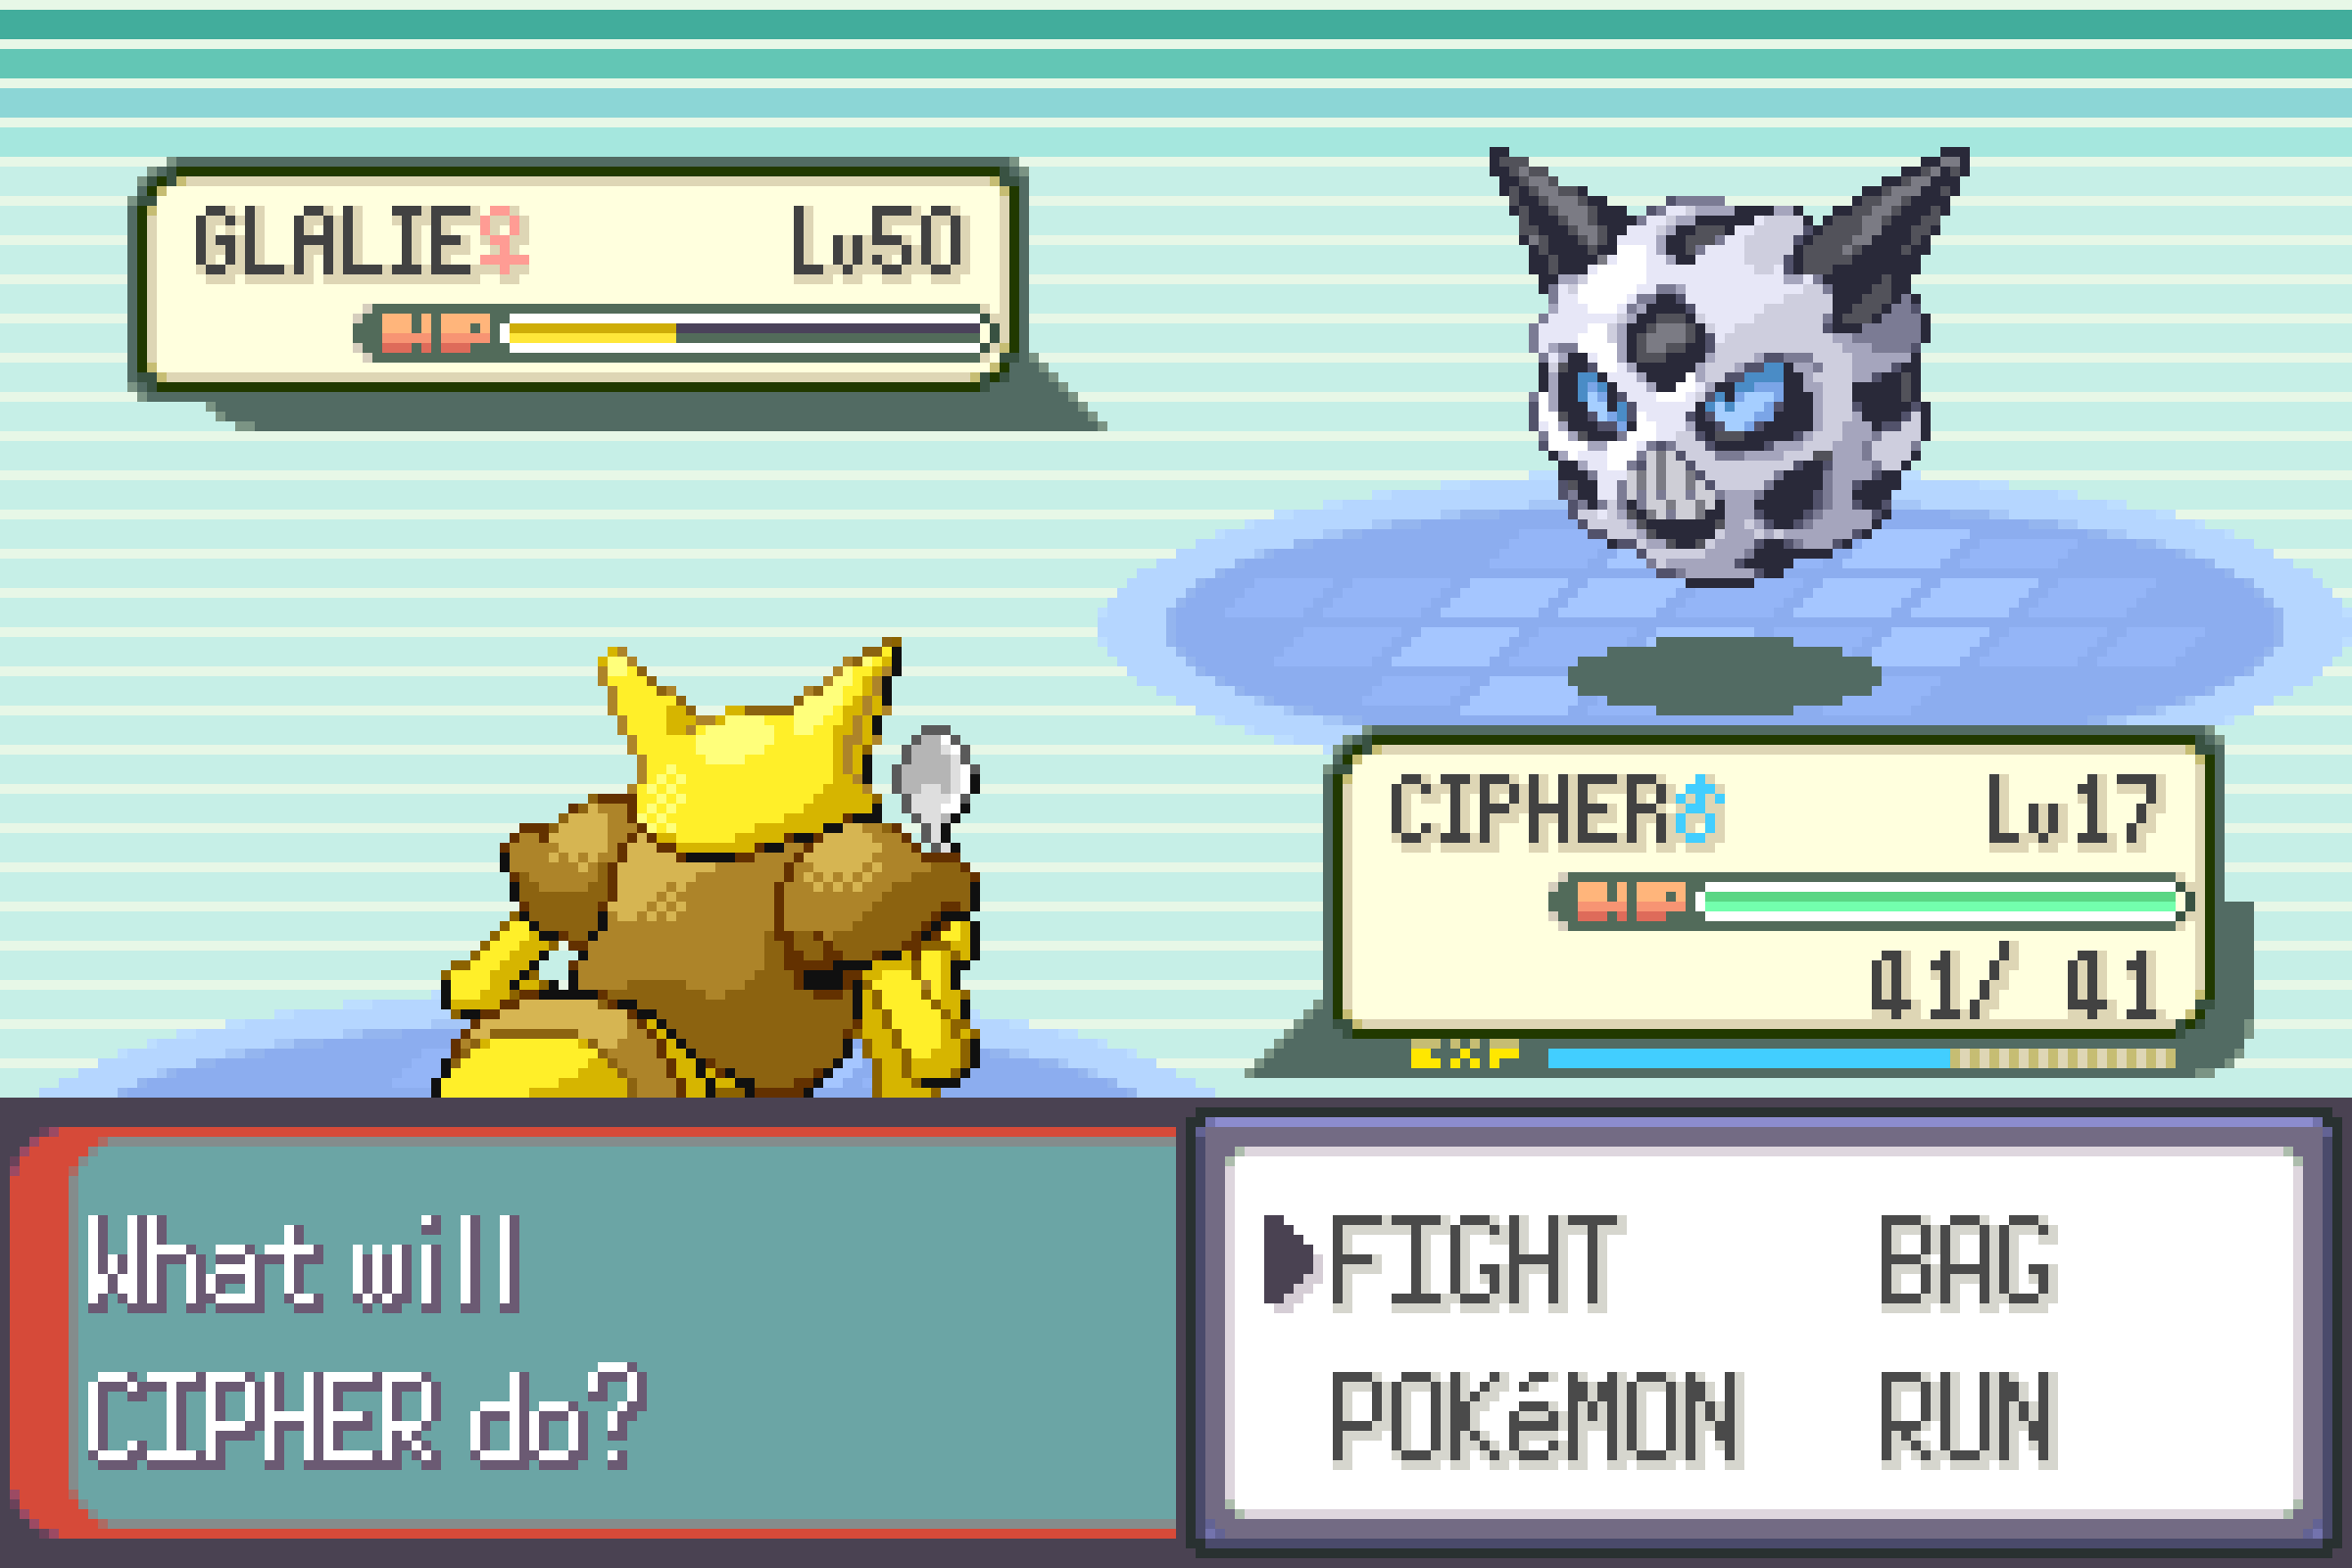 GLALIE♀ Lv50
HP
CIPHER♂ Lv17
HP
41/ 41
EXP
What will
CIPHER do?
FIGHT BAG
POKéMON RUN